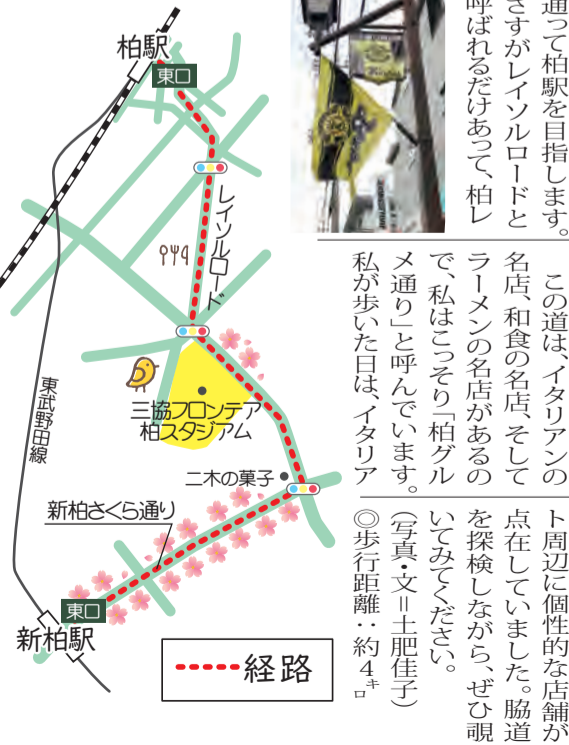 通って柏駅を目指します。
さすがレイソルロードと
呼ばれるだけあって、柏レ
この道は、イタリアンの
名店、和食の名店、そして
ラーメンの名店があるの
で、私はこっそり「柏グル
メ通り」と呼んでいます。
私が歩いた日は、イタリア
ト周辺に個性的な店舗が
点在していました。脇道
を探検しながら、ぜひ覗
いてみてください。
(写真・文=土肥佳子)
◎歩行距離:約4㌔
柏駅
東口
レイソルロード
三協フロンテア
柏スタジアム
東武野田線
二木の菓子
新柏さくら通り
東口
新柏駅
経路